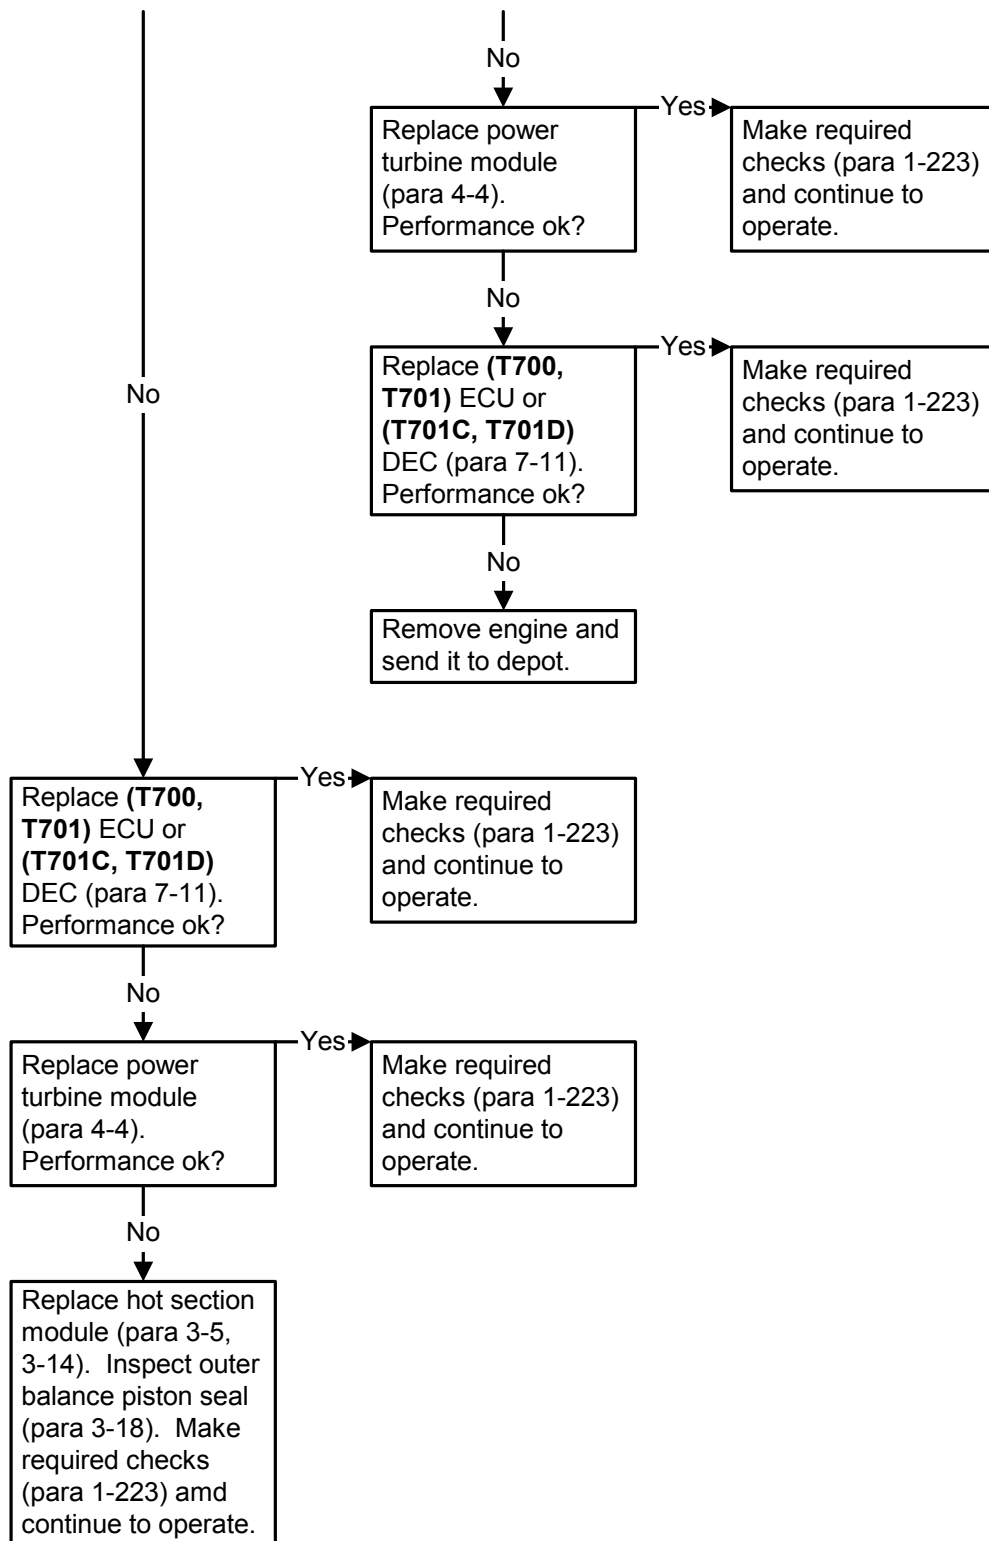 No
Replace power
turbine module
(para 4-4).
Performance ok?
Yes
Make required
checks (para 1-223)
and continue to
operate.
No
Replace (T700,
T701) ECU or
(T701C, T701D)
DEC (para 7-11).
Performance ok?
Yes
Make required
checks (para 1-223)
and continue to
operate.
No
Remove engine and
send it to depot.
No
Replace (T700,
T701) ECU or
(T701C, T701D)
DEC (para 7-11).
Performance ok?
Yes
Make required
checks (para 1-223)
and continue to
operate.
No
Replace power
turbine module
(para 4-4).
Performance ok?
Yes
Make required
checks (para 1-223)
and continue to
operate.
No
Replace hot section
module (para 3-5,
3-14).  Inspect outer
balance piston seal
(para 3-18).  Make
required checks
(para 1-223) amd
continue to operate.